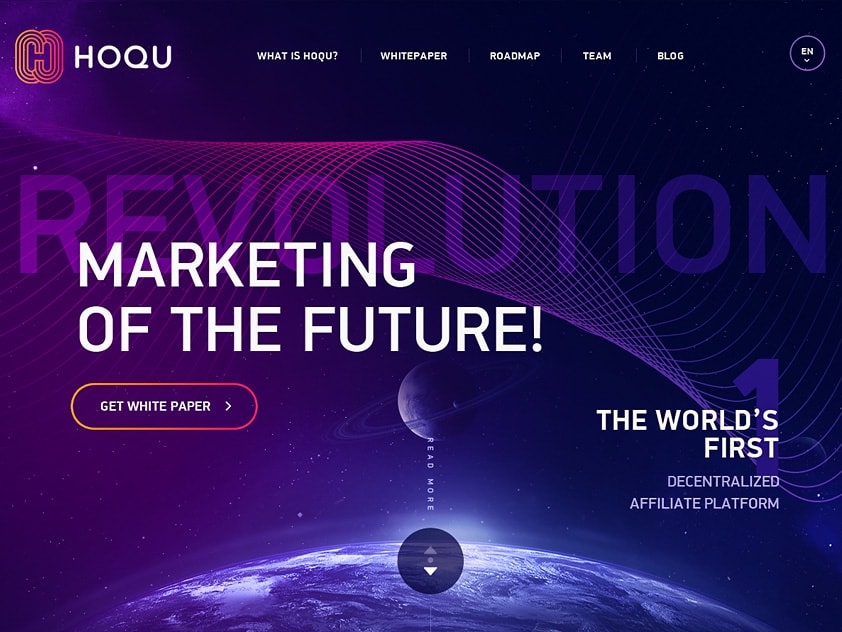 HOQU
WHAT IS HOQU?
WHITEPAPER
ROADMAP
TEAM
BLOG
EN
REVOLUTION
MARKETING
OF THE FUTURE!
GET WHITE PAPER
READ MORE
1
THE WORLD’S
FIRST
DECENTRALIZED
AFFILIATE PLATFORM